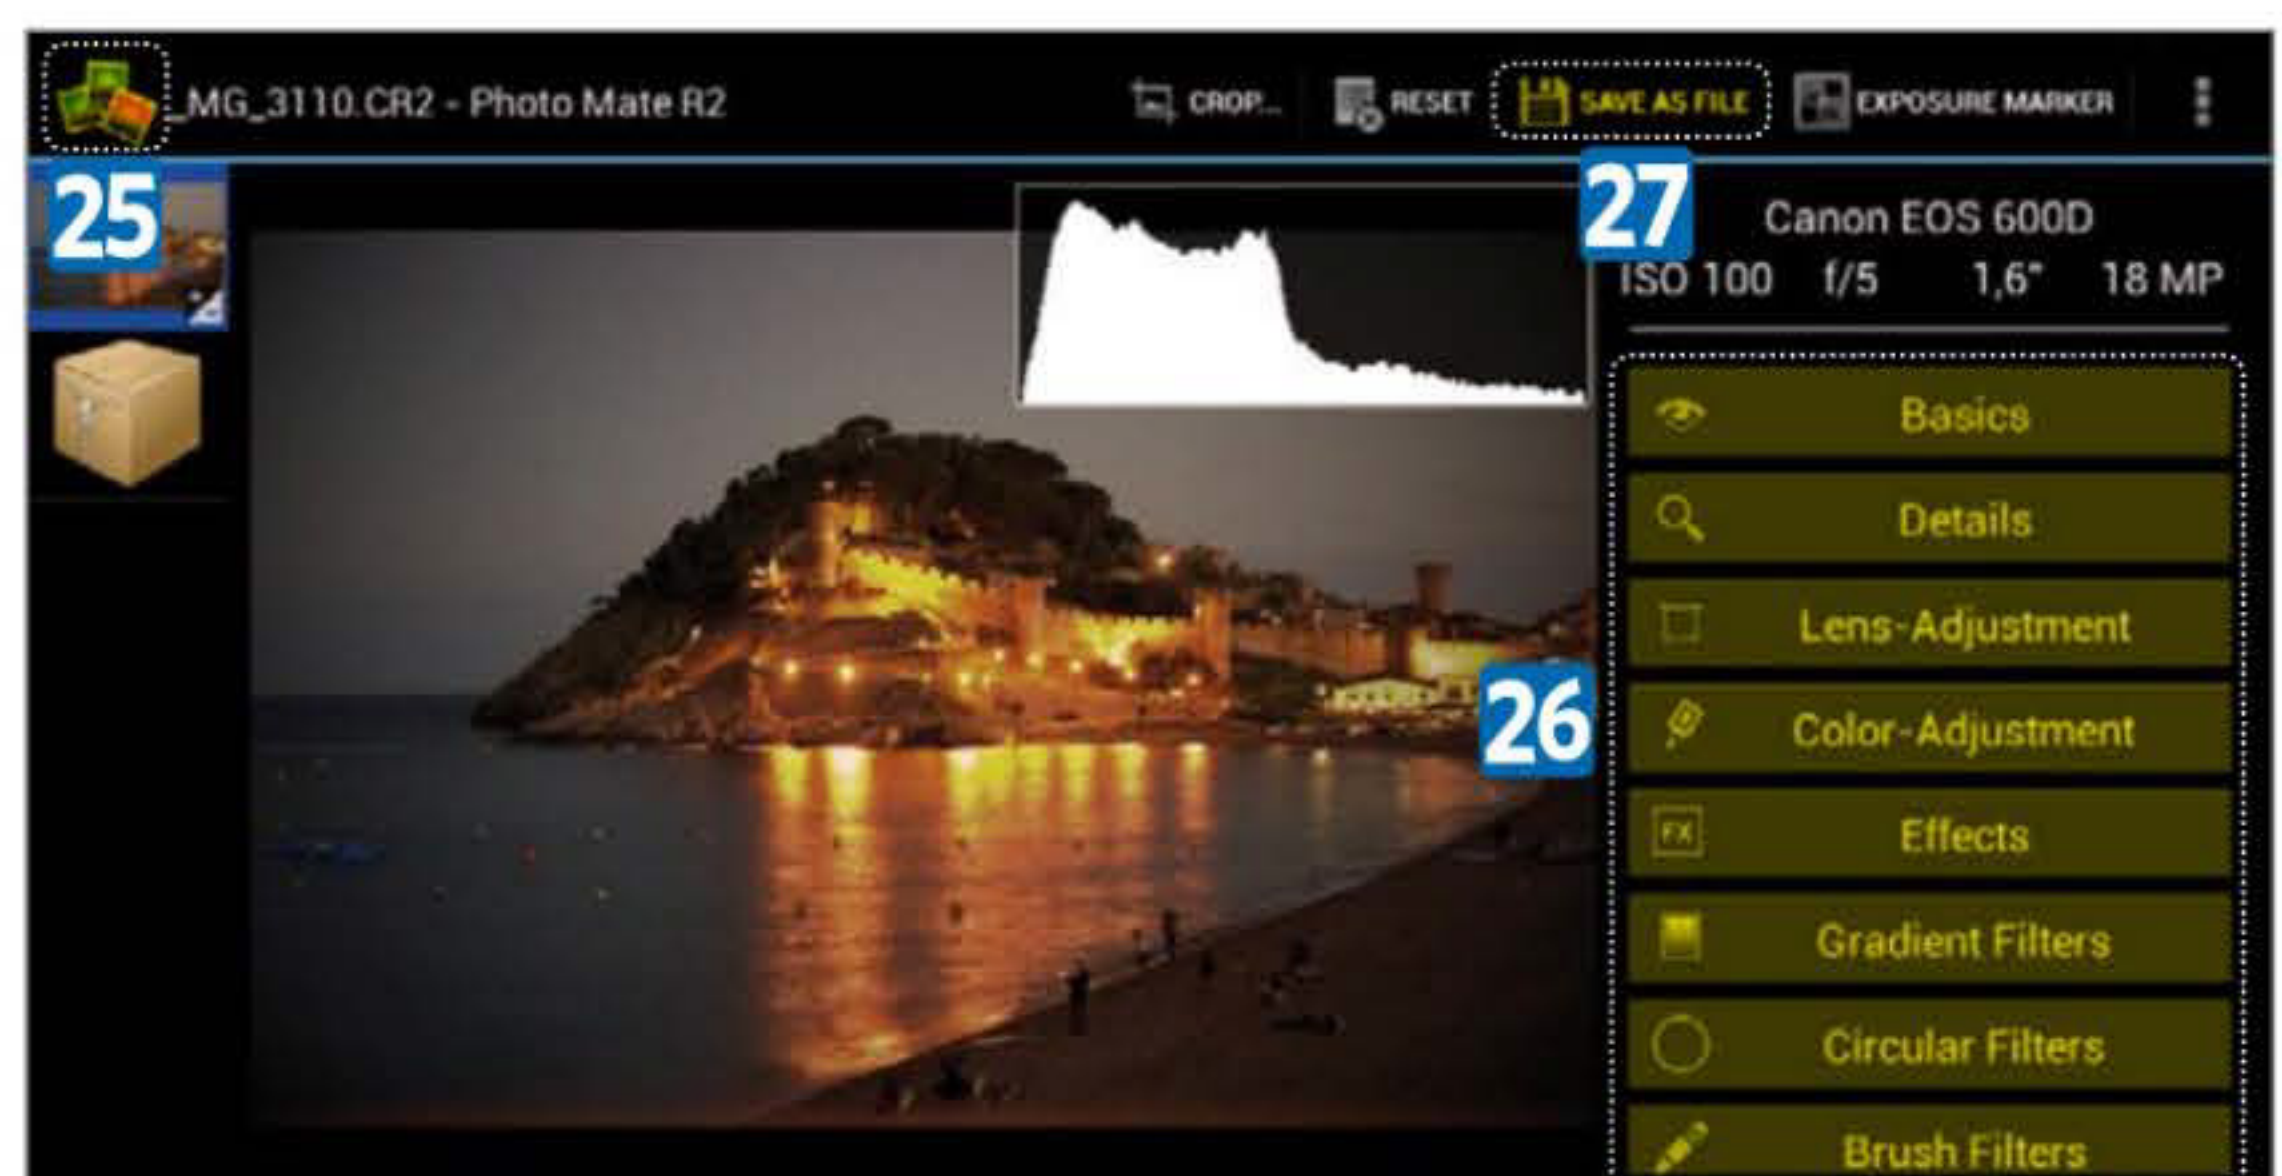 _MG_3110.CR2 - Photo Mate R2
CROP...
RESET
SAVE AS FILE
EXPOSURE MARKER
25
27
Canon EOS 600D
ISO 100 f/5 1,6" 18 MP
Basics
Details
Lens-Adjustment
26
Color-Adjustment
FX
Effects
Gradient Filters
Circular Filters
Brush Filters